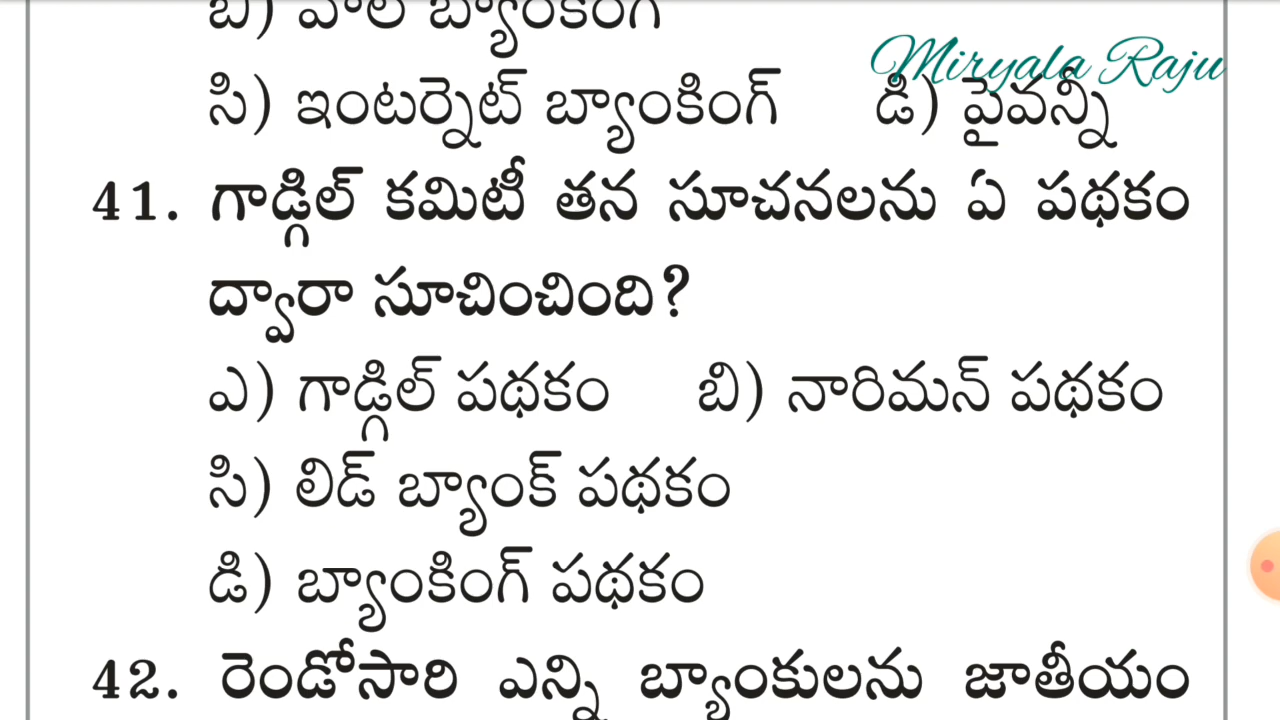 బి) హోల్ బ్యాంకింగ్
Miryala Raju
సి) ఇంటర్నెట్ బ్యాంకింగ్ డి) పైవన్నీ
41. గాడ్గిల్ కమిటీ తన సూచనలను ఏ పథకం
ద్వారా సూచించింది?
ఎ) గాడ్గిల్ పథకం బి) నారిమన్ పథకం
సి) లిడ్ బ్యాంక్ పథకం
డి) బ్యాంకింగ్ పథకం
42. రెండోసారి ఎన్ని బ్యాంకులను జాతీయం